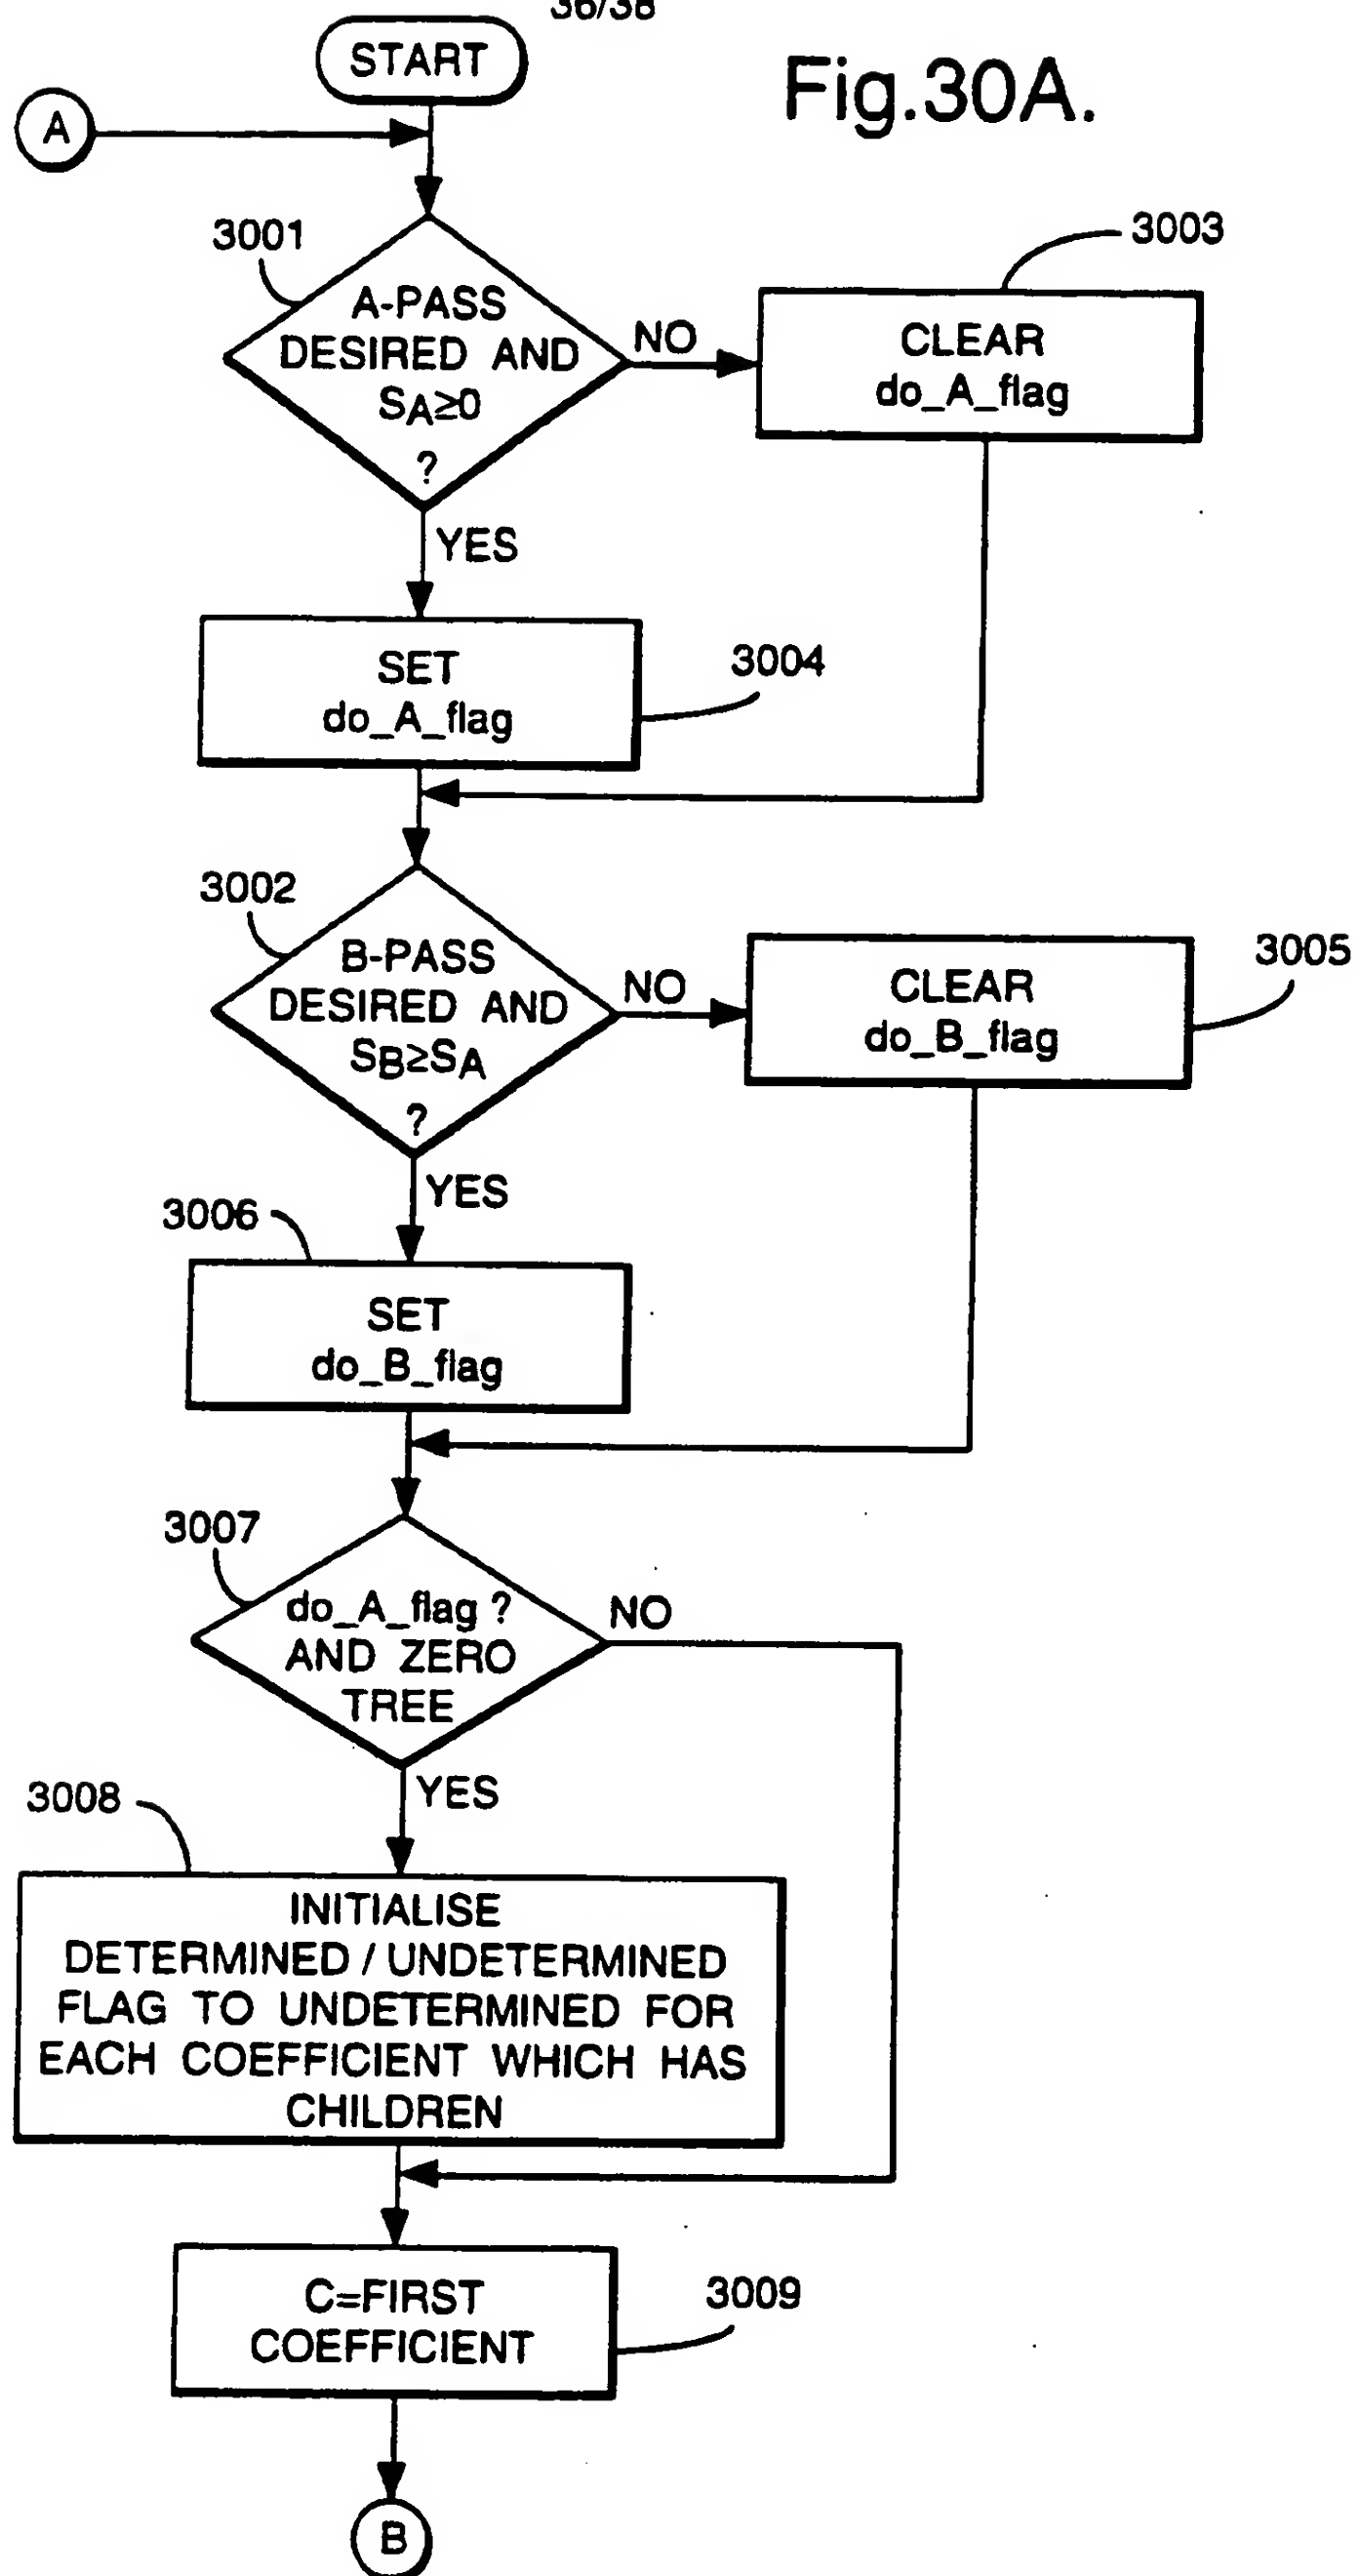 36/38
START
Fig.30A.
A
3001
3003
A-PASS
DESIRED AND
SA≥0
?
NO
CLEAR
do_A_flag
YES
SET
do_A_flag
3004
3002
B-PASS
DESIRED AND
SB≥SA
?
NO
CLEAR
do_B_flag
3005
YES
3006
SET
do_B_flag
3007
do_A_flag ?
AND ZERO
TREE
NO
YES
3008
INITIALISE
DETERMINED / UNDETERMINED
FLAG TO UNDETERMINED FOR
EACH COEFFICIENT WHICH HAS
CHILDREN
C=FIRST
COEFFICIENT
3009
B